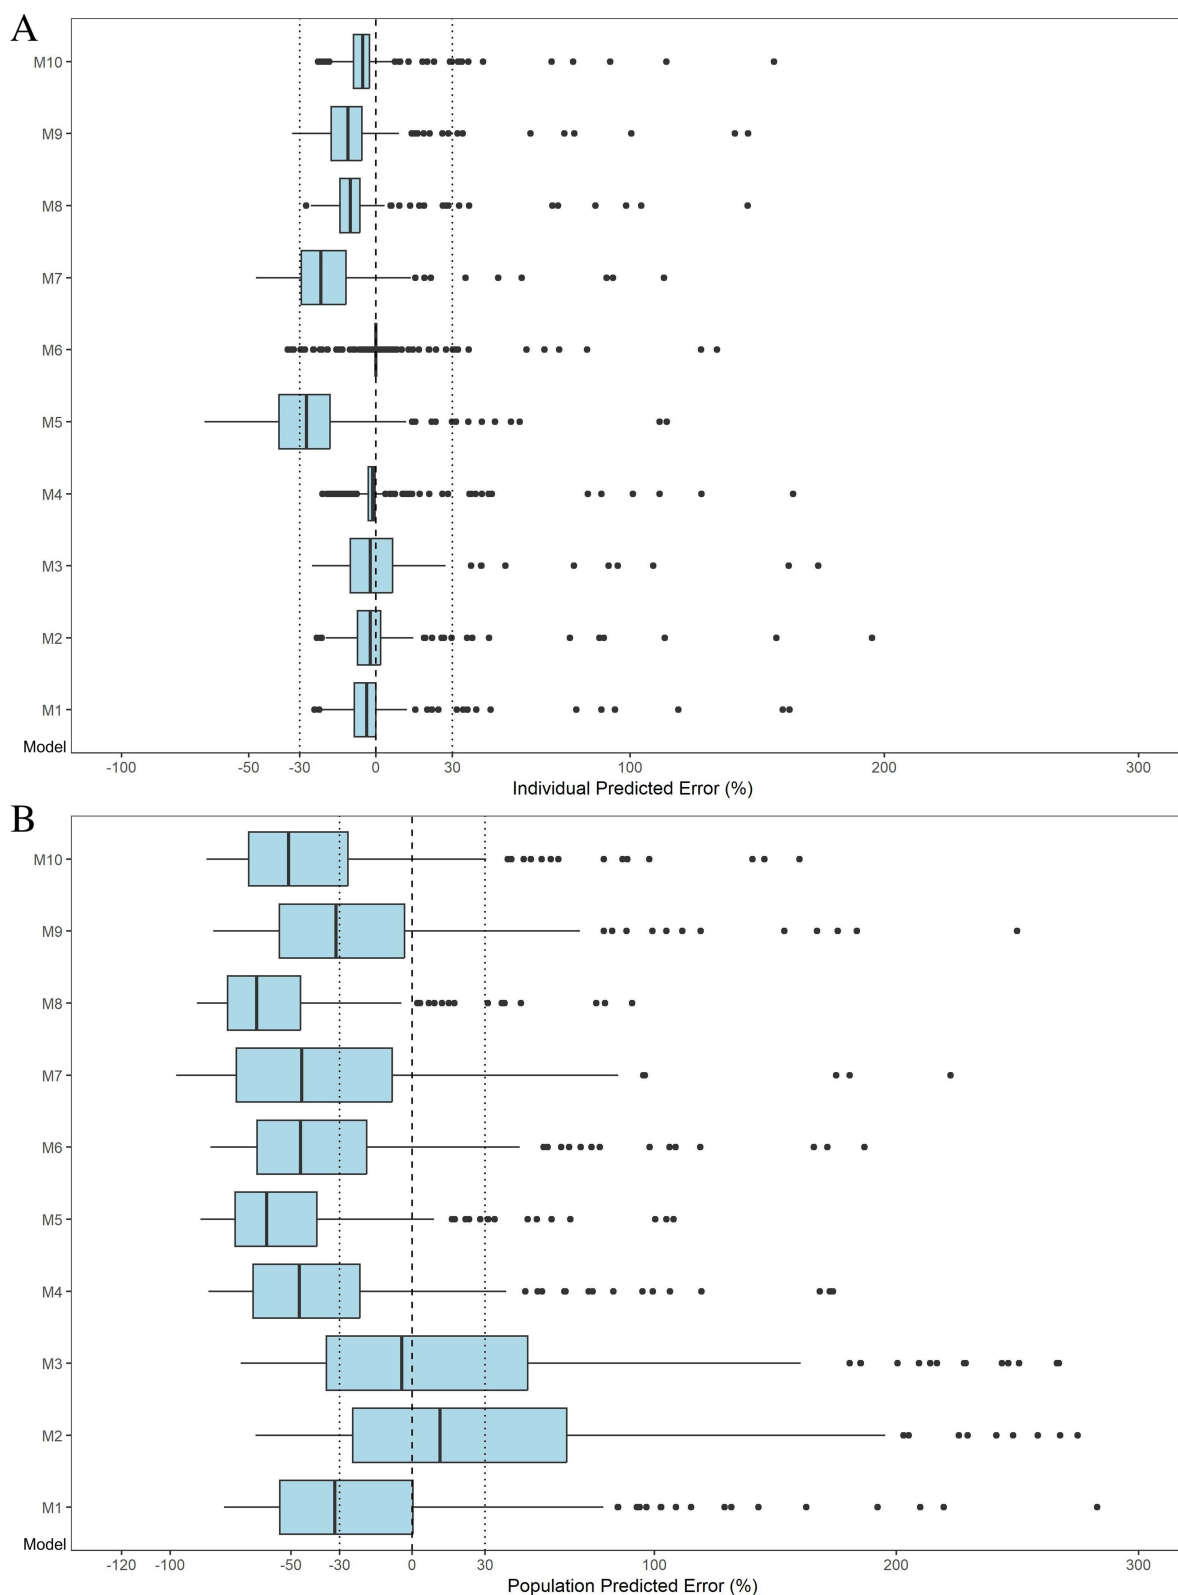 A
M10
M9
M8
M7
M6
M5
M4
M3
M2
M1
Model
-100 -50 -30 0 30 100 200 300
Individual Predicted Error (%)
B
M10
M9
M8
M7
M6
M5
M4
M3
M2
M1
Model
-120 -100 -50 -30 0 30 100 200 300
Population Predicted Error (%)